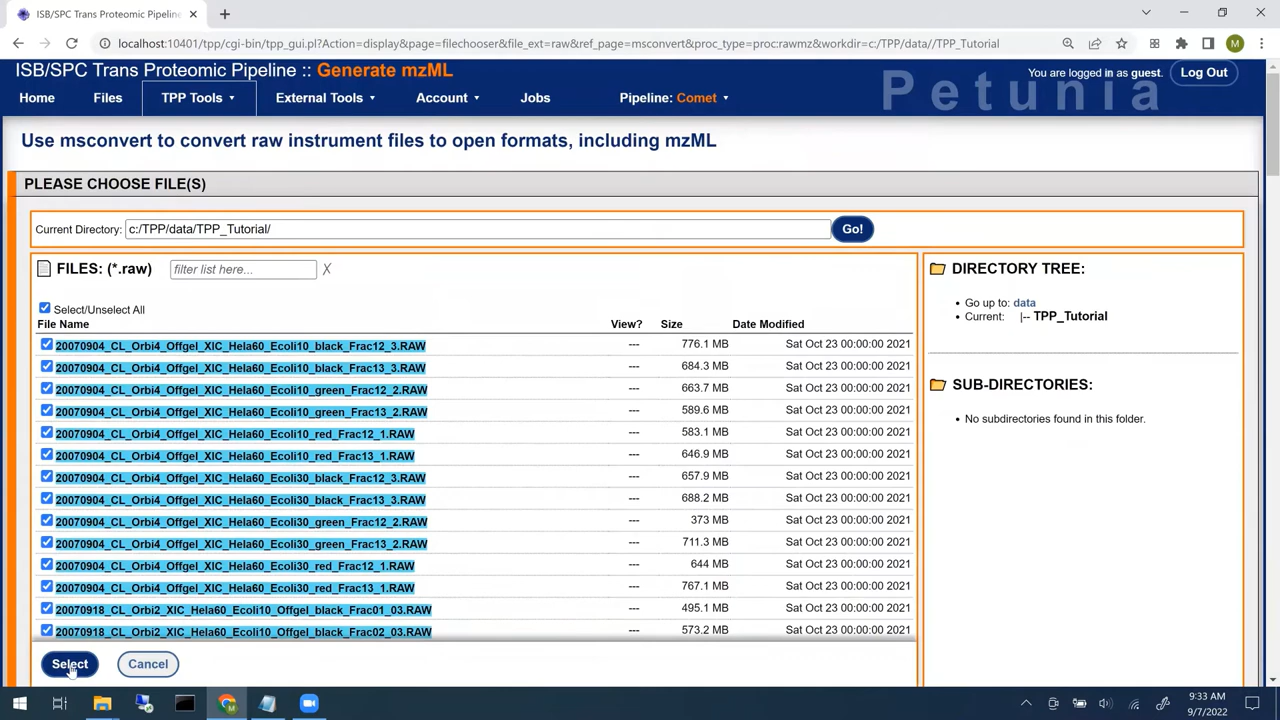 ISB/SPC Trans Proteomic Pipeline
localhost:10401/tpp/cgi-bin/tpp_gui.pl?Action=display&page=filechooser&file_ext=raw&ref_page=msconvert&proc_type=proc:rawmz&workdir=c:/TPP/data//TPP_Tutorial
M
ISB/SPC Trans Proteomic Pipeline :: Generate mzML
You are logged in as guest.
Log Out
Petunia
Home Files TPP Tools External Tools Account Jobs Pipeline: Comet
Use msconvert to convert raw instrument files to open formats, including mzML
PLEASE CHOOSE FILE(S)
Current Directory: c:/TPP/data/TPP_Tutorial/ Go!
FILES: (*.raw) filter list here... X
Select/Unselect All
File Name View? Size Date Modified
20070904_CL_Orbi4_Offgel_XIC_Hela60_Ecoli10_black_Frac12_3.RAW --- 776.1 MB Sat Oct 23 00:00:00 2021
20070904_CL_Orbi4_Offgel_XIC_Hela60_Ecoli10_black_Frac13_3.RAW --- 684.3 MB Sat Oct 23 00:00:00 2021
20070904_CL_Orbi4_Offgel_XIC_Hela60_Ecoli10_green_Frac12_2.RAW --- 663.7 MB Sat Oct 23 00:00:00 2021
20070904_CL_Orbi4_Offgel_XIC_Hela60_Ecoli10_green_Frac13_2.RAW --- 589.6 MB Sat Oct 23 00:00:00 2021
20070904_CL_Orbi4_Offgel_XIC_Hela60_Ecoli10_red_Frac12_1.RAW --- 583.1 MB Sat Oct 23 00:00:00 2021
20070904_CL_Orbi4_Offgel_XIC_Hela60_Ecoli10_red_Frac13_1.RAW --- 646.9 MB Sat Oct 23 00:00:00 2021
20070904_CL_Orbi4_Offgel_XIC_Hela60_Ecoli30_black_Frac12_3.RAW --- 657.9 MB Sat Oct 23 00:00:00 2021
20070904_CL_Orbi4_Offgel_XIC_Hela60_Ecoli30_black_Frac13_3.RAW --- 688.2 MB Sat Oct 23 00:00:00 2021
20070904_CL_Orbi4_Offgel_XIC_Hela60_Ecoli30_green_Frac12_2.RAW --- 373 MB Sat Oct 23 00:00:00 2021
20070904_CL_Orbi4_Offgel_XIC_Hela60_Ecoli30_green_Frac13_2.RAW --- 711.3 MB Sat Oct 23 00:00:00 2021
20070904_CL_Orbi4_Offgel_XIC_Hela60_Ecoli30_red_Frac12_1.RAW --- 644 MB Sat Oct 23 00:00:00 2021
20070904_CL_Orbi4_Offgel_XIC_Hela60_Ecoli30_red_Frac13_1.RAW --- 767.1 MB Sat Oct 23 00:00:00 2021
20070918_CL_Orbi2_XIC_Hela60_Ecoli10_Offgel_black_Frac01_03.RAW --- 495.1 MB Sat Oct 23 00:00:00 2021
20070918_CL_Orbi2_XIC_Hela60_Ecoli10_Offgel_black_Frac02_03.RAW --- 573.2 MB Sat Oct 23 00:00:00 2021
Select Cancel
DIRECTORY TREE:
• Go up to: data
• Current: |-- TPP_Tutorial
SUB-DIRECTORIES:
• No subdirectories found in this folder.
9:33 AM
9/7/2022